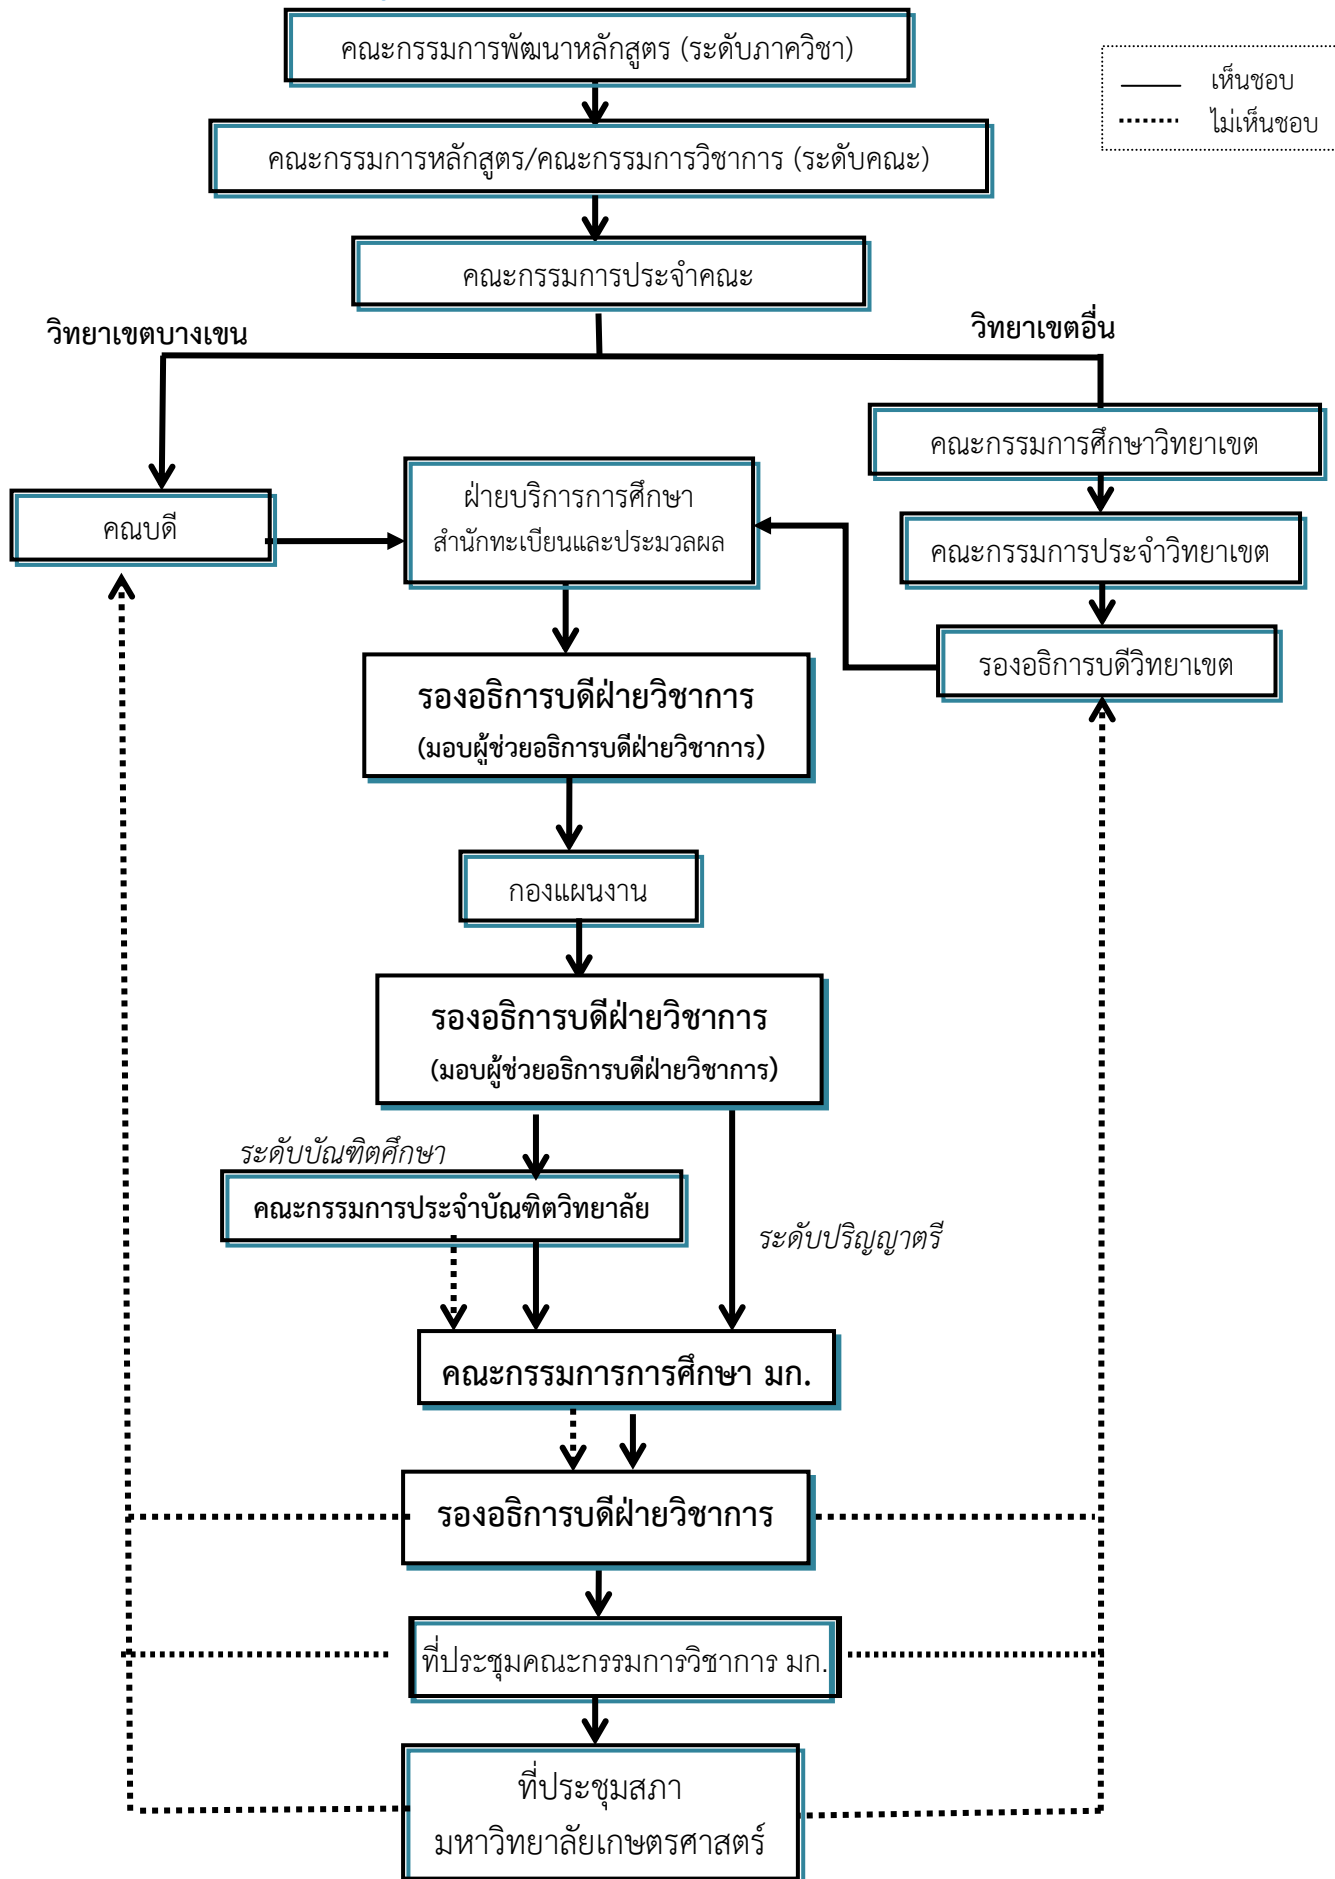 คณะกรรมการพัฒนาหลักสูตร (ระดับภาควิชา)
เห็นชอบ
ไม่เห็นชอบ
คณะกรรมการหลักสูตร/คณะกรรมการวิชาการ (ระดับคณะ)
คณะกรรมการประจำคณะ
วิทยาเขตบางเขน
วิทยาเขตอื่น
คณะกรรมการศึกษาวิทยาเขต
คณบดี
ฝ่ายบริการการศึกษา
สำนักทะเบียนและประมวลผล
คณะกรรมการประจำวิทยาเขต
รองอธิการบดีวิทยาเขต
รองอธิการบดีฝ่ายวิชาการ
(มอบผู้ช่วยอธิการบดีฝ่ายวิชาการ)
กองแผนงาน
รองอธิการบดีฝ่ายวิชาการ
(มอบผู้ช่วยอธิการบดีฝ่ายวิชาการ)
ระดับบัณฑิตศึกษา
คณะกรรมการประจำบัณฑิตวิทยาลัย
ระดับปริญญาตรี
คณะกรรมการการศึกษา มก.
รองอธิการบดีฝ่ายวิชาการ
ที่ประชุมคณะกรรมการวิชาการ มก.
ที่ประชุมสภา
มหาวิทยาลัยเกษตรศาสตร์